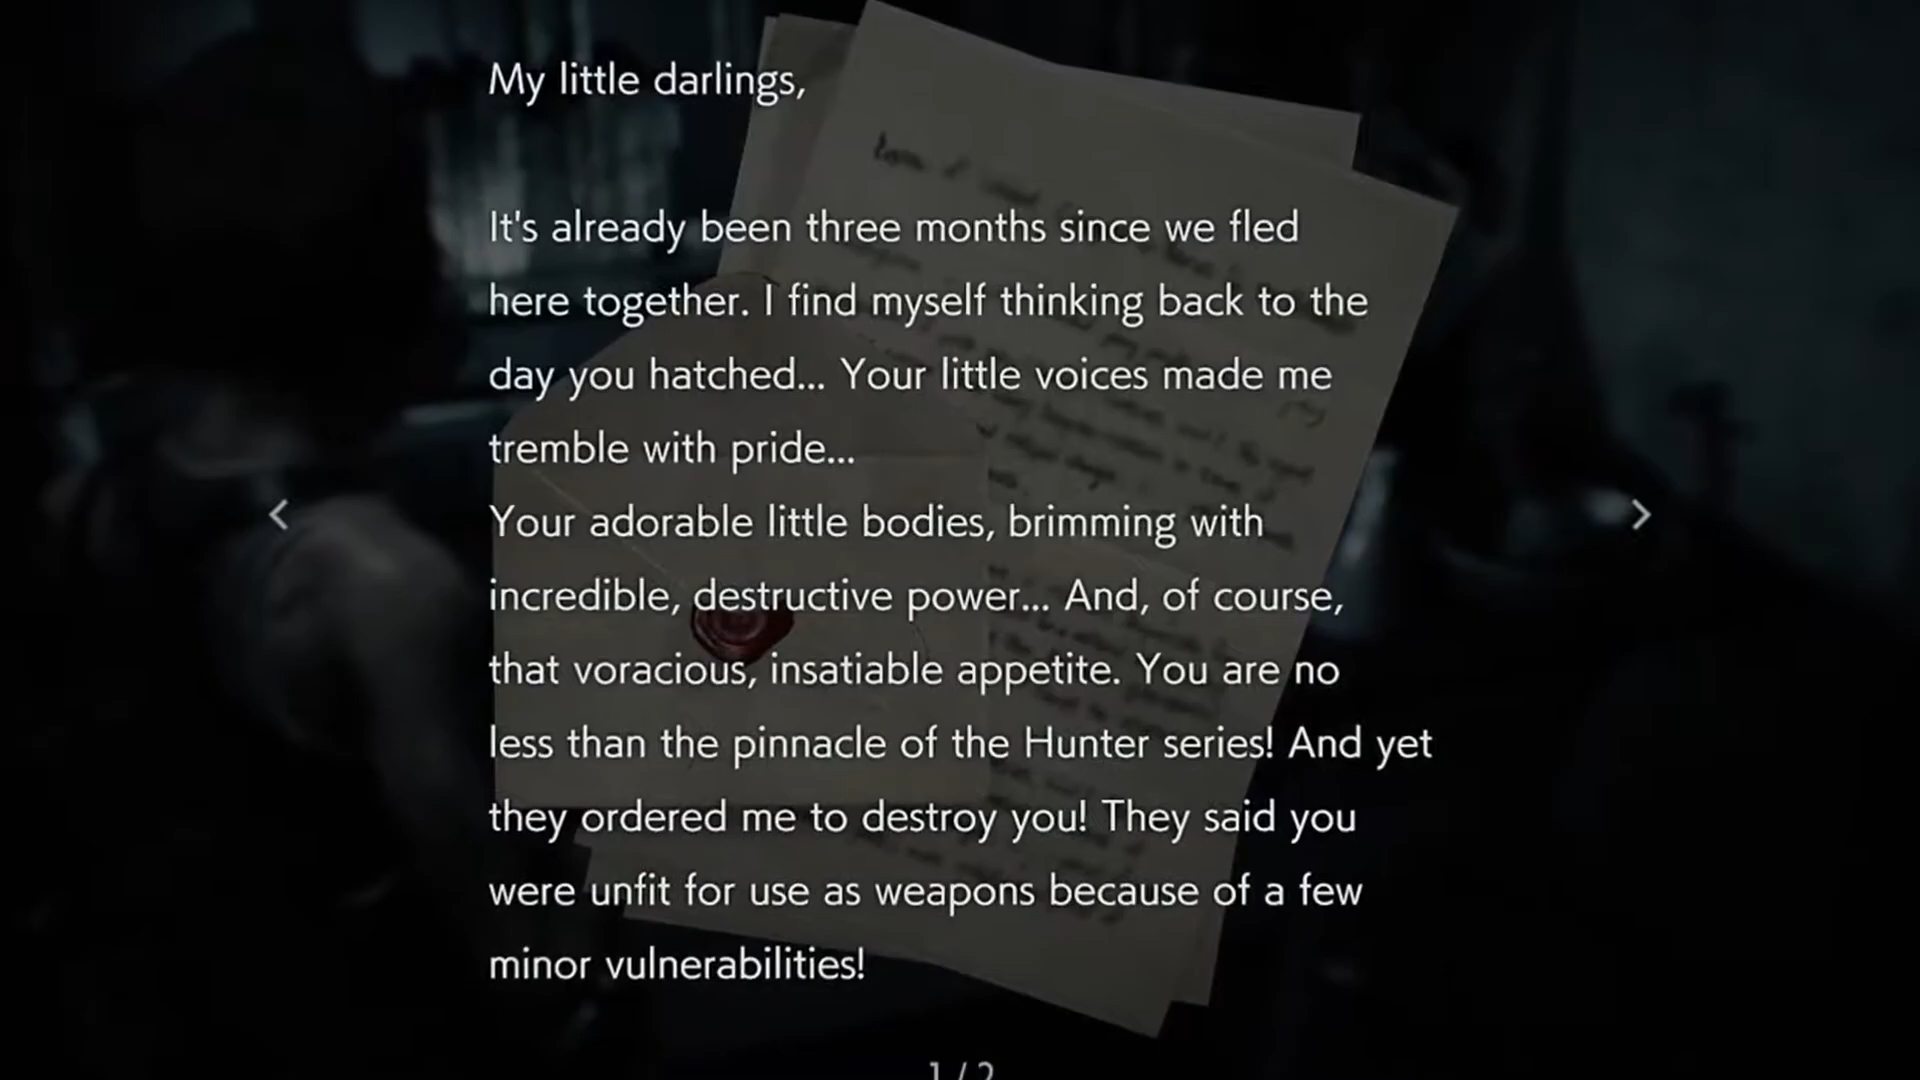 My little darlings,
It's already been three months since we fled
here together. I find myself thinking back to the
day you hatched... Your little voices made me
tremble with pride...
Your adorable little bodies, brimming with
incredible, destructive power... And, of course,
that voracious, insatiable appetite. You are no
less than the pinnacle of the Hunter series! And yet
they ordered me to destroy you! They said you
were unfit for use as weapons because of a few
minor vulnerabilities!
1 / 2